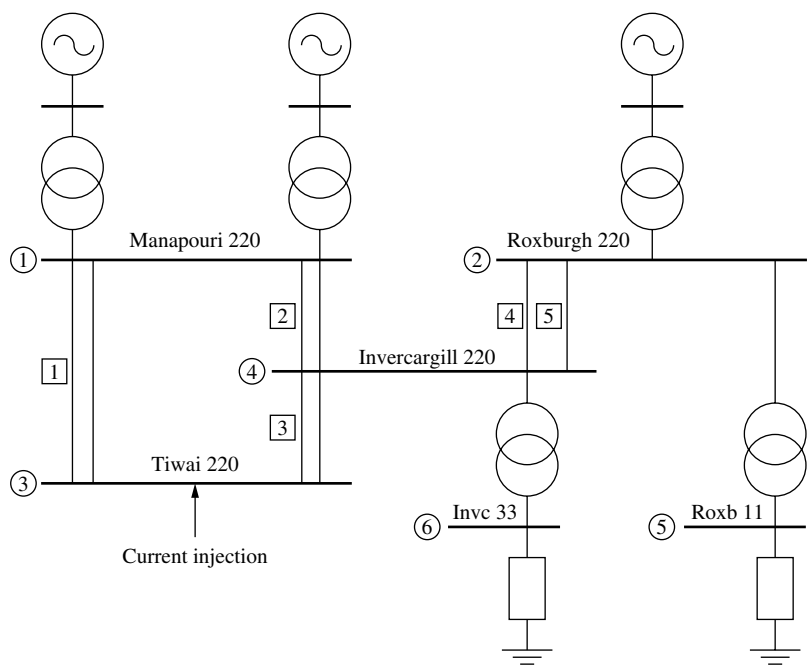 Manapouri 220
Roxburgh 220
1
2
2
4
5
Invercargill 220
1
4
3
Tiwai 220
3
Invc 33
Roxb 11
6
5
Current injection